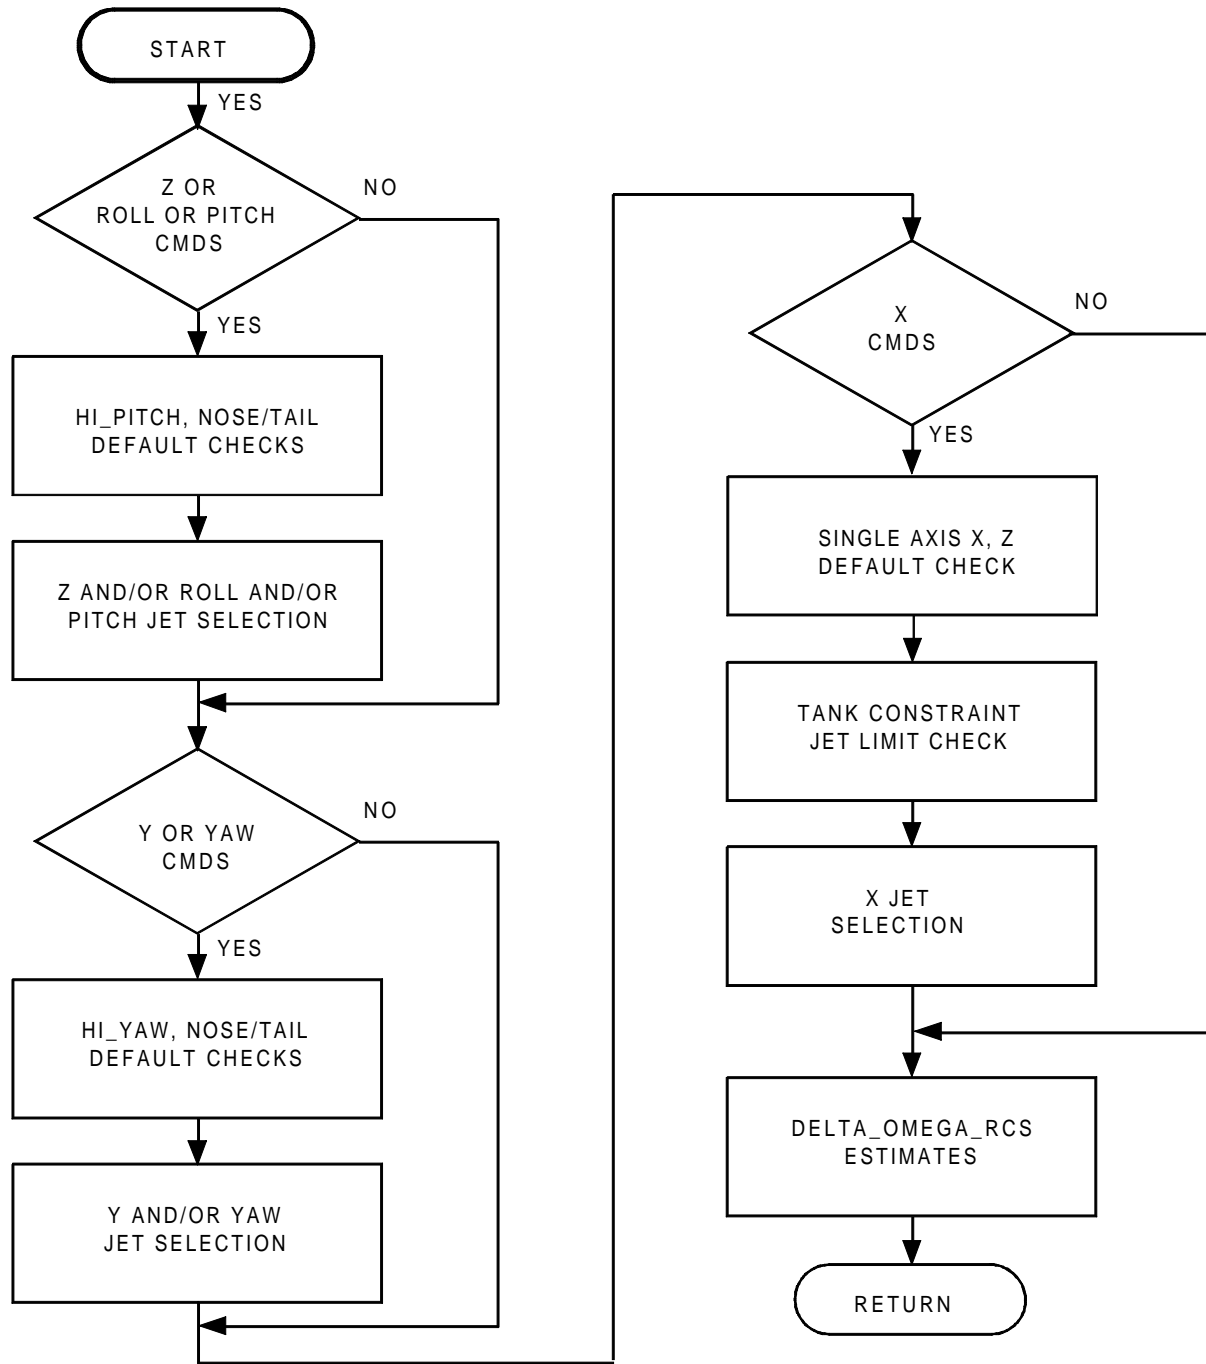 START
YES
Z OR
ROLL OR PITCH
CMDS
NO
YES
HI_PITCH, NOSE/TAIL
DEFAULT CHECKS
Z AND/OR ROLL AND/OR
PITCH JET SELECTION
Y OR YAW
CMDS
NO
YES
HI_YAW, NOSE/TAIL
DEFAULT CHECKS
Y AND/OR YAW
JET SELECTION
X
CMDS
NO
YES
SINGLE AXIS X, Z
DEFAULT CHECK
TANK CONSTRAINT
JET LIMIT CHECK
X JET
SELECTION
DELTA_OMEGA_RCS
ESTIMATES
RETURN